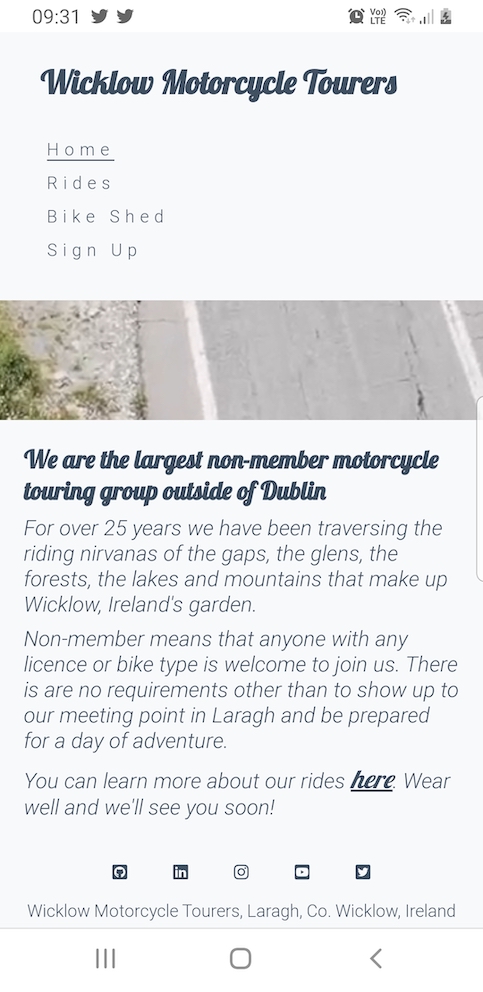 09:31
Vo)) LTE
Wicklow Motorcycle Tourers
Home
Rides
Bike Shed
Sign Up
We are the largest non-member motorcycle
touring group outside of Dublin
For over 25 years we have been traversing the
riding nirvanas of the gaps, the glens, the
forests, the lakes and mountains that make up
Wicklow, Ireland's garden.
Non-member means that anyone with any
licence or bike type is welcome to join us. There
is are no requirements other than to show up to
our meeting point in Laragh and be prepared
for a day of adventure.
You can learn more about our rides here. Wear
well and we'll see you soon!
Wicklow Motorcycle Tourers, Laragh, Co. Wicklow, Ireland